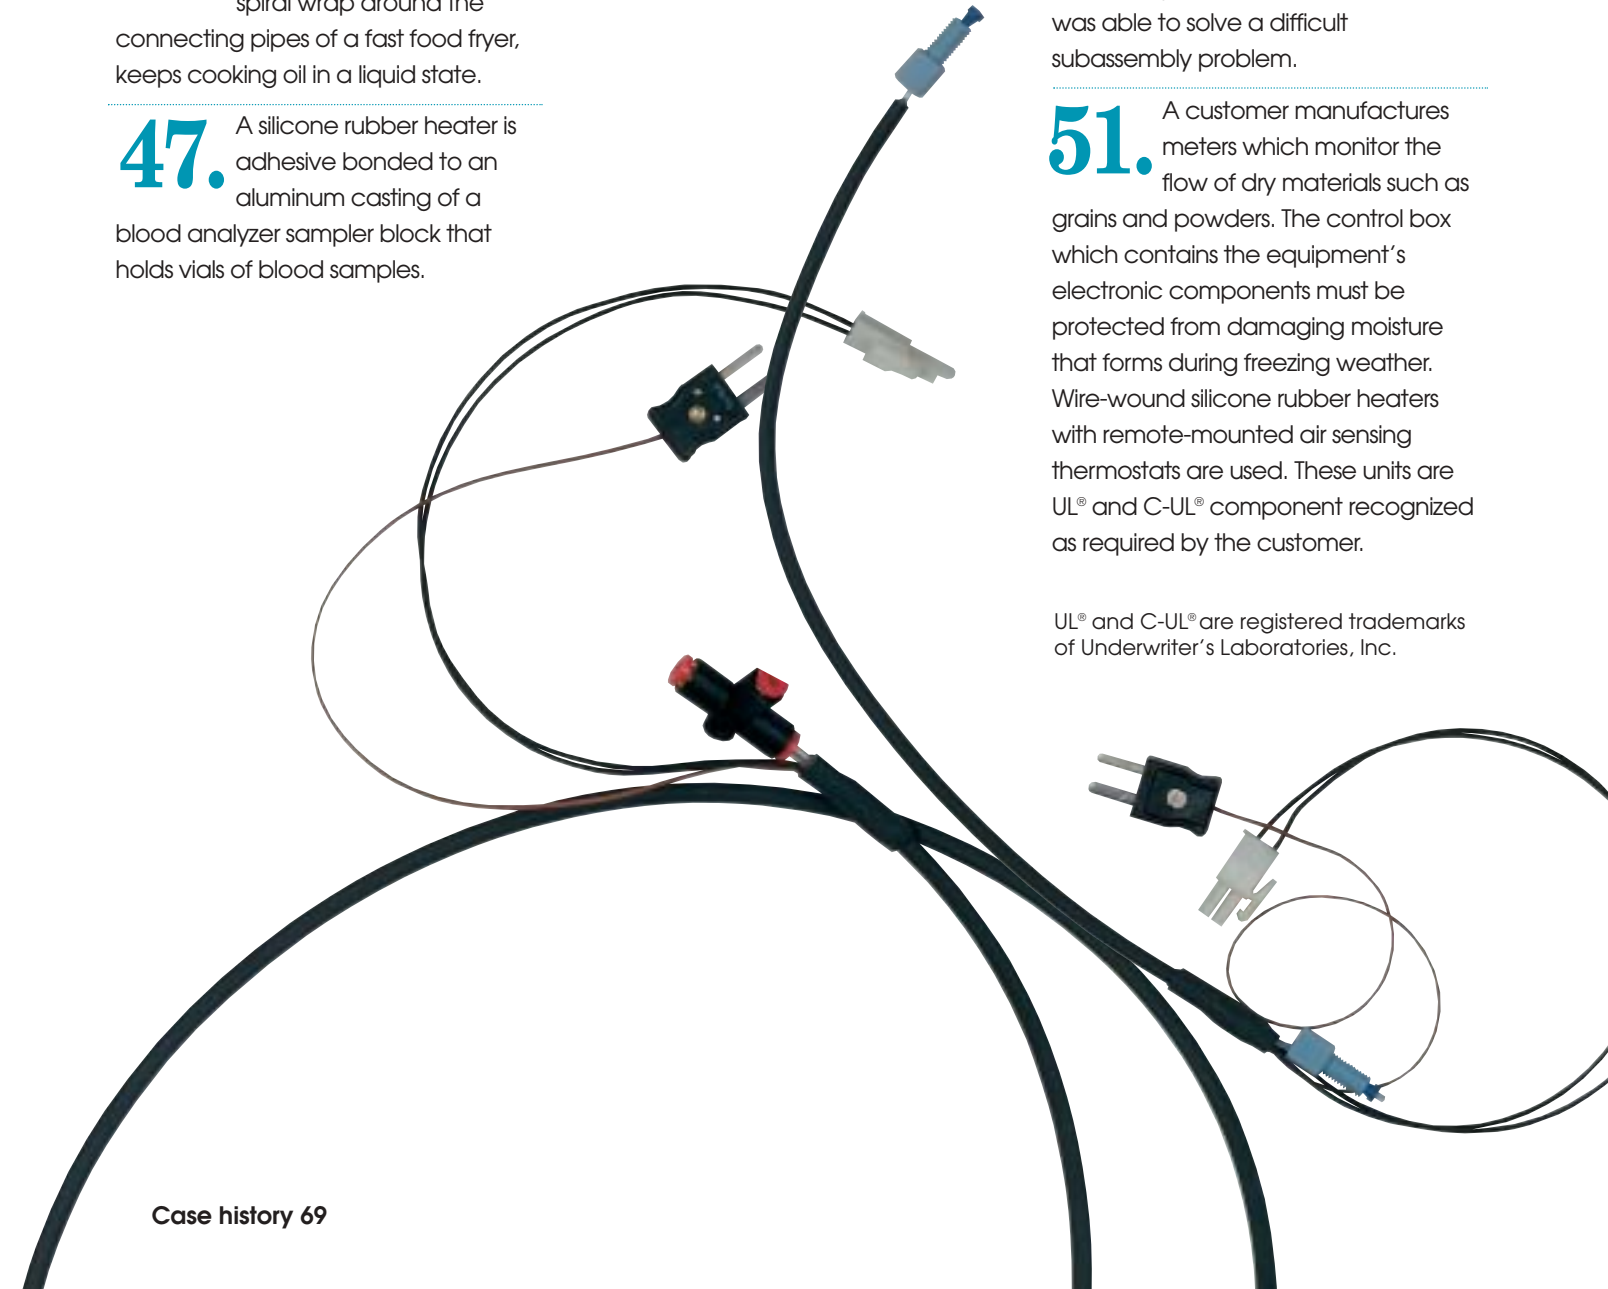 spiral wrap around the
connecting pipes of a fast food fryer,
keeps cooking oil in a liquid state.
47. A silicone rubber heater is
adhesive bonded to an
aluminum casting of a
blood analyzer sampler block that
holds vials of blood samples.
was able to solve a difficult
subassembly problem.
51. A customer manufactures
meters which monitor the
flow of dry materials such as
grains and powders. The control box
which contains the equipment's
electronic components must be
protected from damaging moisture
that forms during freezing weather.
Wire-wound silicone rubber heaters
with remote-mounted air sensing
thermostats are used. These units are
UL® and C-UL® component recognized
as required by the customer.
UL® and C-UL® are registered trademarks
of Underwriter's Laboratories, Inc.
Case history 69